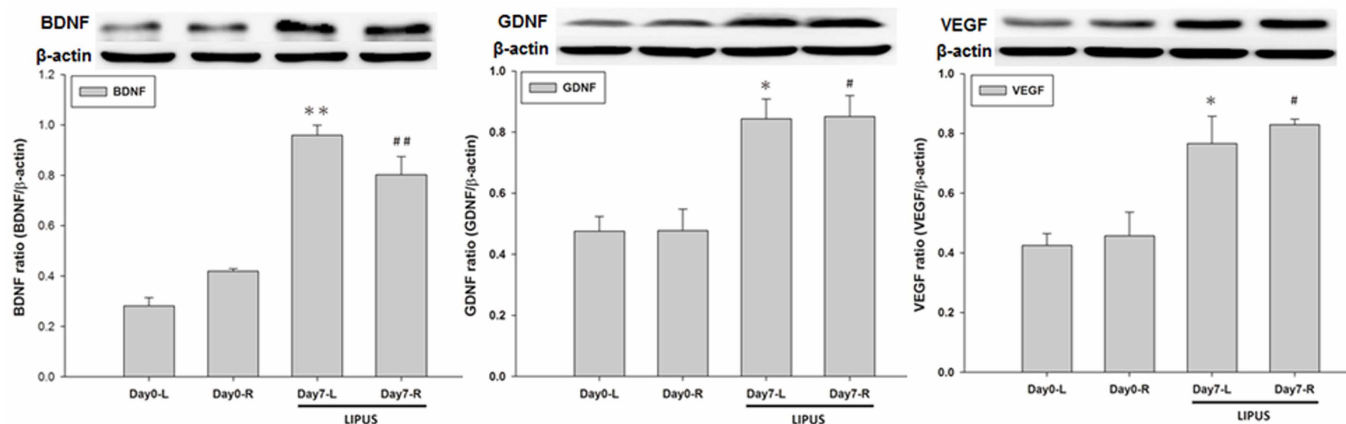 BDNF
β-actin
1.2
1.0
0.8
0.6
0.4
0.2
0.0
BDNF ratio (BDNF/β-actin)
BDNF
**
##
Day0-L Day0-R Day7-L Day7-R
LIPUS
GDNF
β-actin
1.0
0.8
0.6
0.4
0.2
0.0
GDNF ratio (GDNF/β-actin)
GDNF
*
#
Day0-L Day0-R Day7-L Day7-R
LIPUS
VEGF
β-actin
1.0
0.8
0.6
0.4
0.2
0.0
VEGF ratio (VEGF/β-actin)
VEGF
*
#
Day0-L Day0-R Day7-L Day7-R
LIPUS